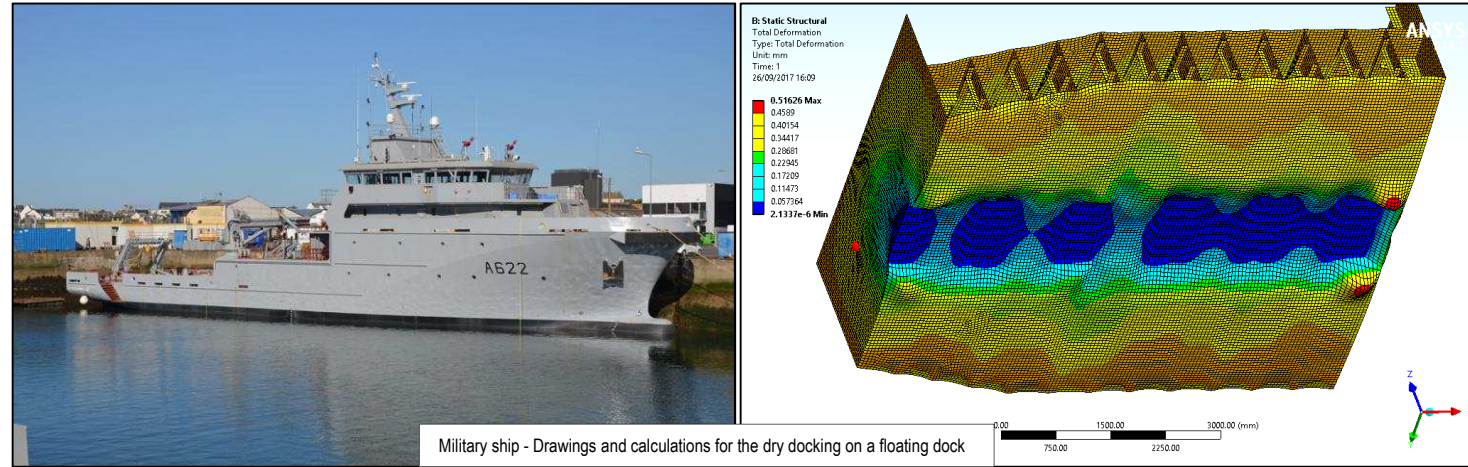 A622
B: Static Structural
Total Deformation
Type: Total Deformation
Unit: mm
Time: 1
26/09/2017 16:09
0.51626 Max
0.4589
0.40154
0.34417
0.28681
0.22945
0.17209
0.11473
0.057364
2.1337e-6 Min
ANSYS
Z
0.00 1500.00 3000.00 (mm)
750.00 2250.00
Military ship - Drawings and calculations for the dry docking on a floating dock